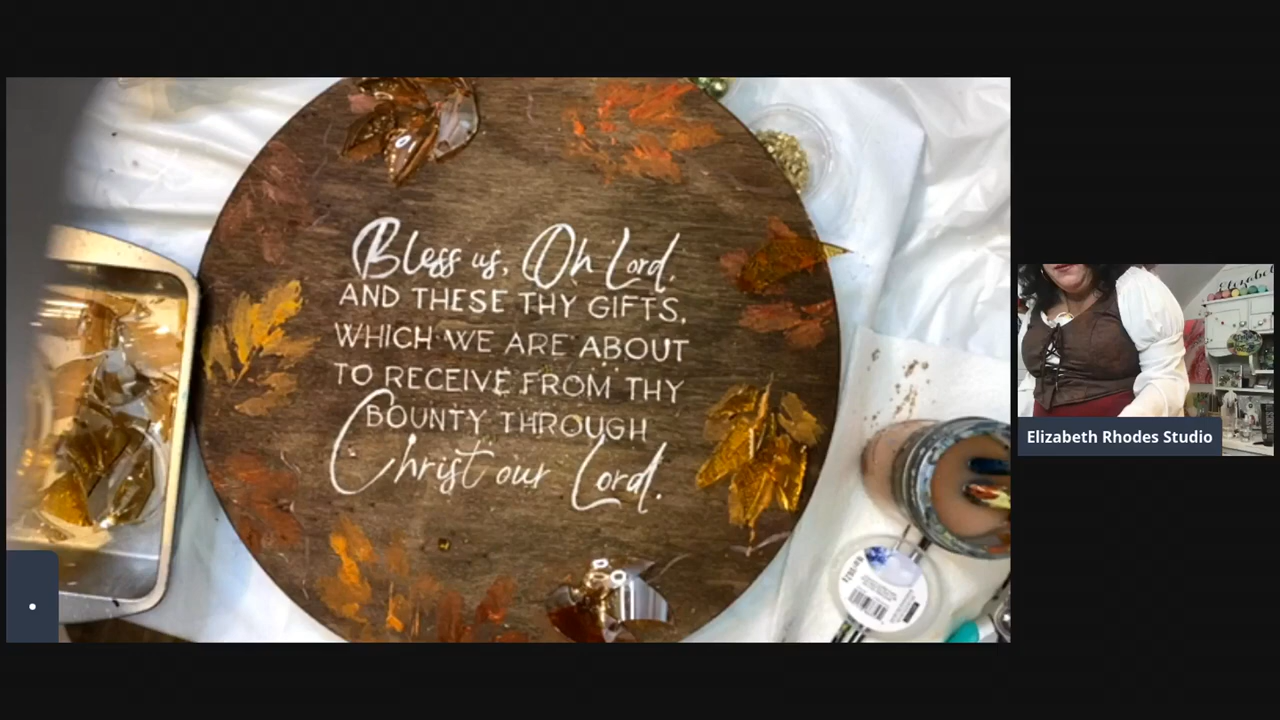 Bless us, Oh Lord,
AND THESE THY GIFTS,
WHICH WE ARE ABOUT
TO RECEIVE FROM THY
BOUNTY THROUGH
Christ our Lord.
Elizabeth Rhodes Studio